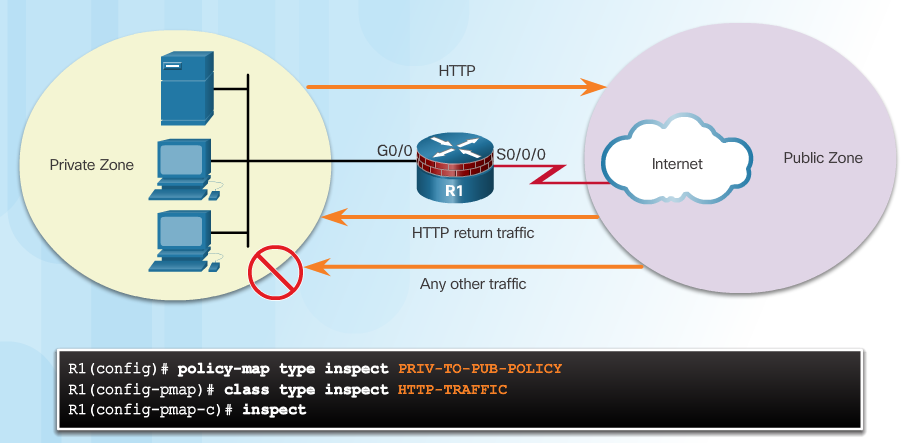 HTTP
Private Zone
G0/0
S0/0/0
R1
Internet
Public Zone
HTTP return traffic
Any other traffic
R1(config)# policy-map type inspect PRIV-TO-PUB-POLICY
R1(config-pmap)# class type inspect HTTP-TRAFFIC
R1(config-pmap-c)# inspect